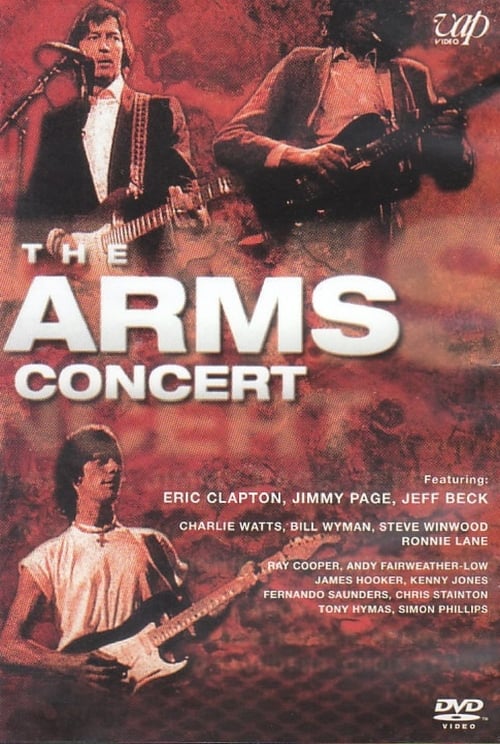 vap
VIDEO
THE
ARMS
CONCERT
Featuring:
ERIC CLAPTON, JIMMY PAGE, JEFF BECK
CHARLIE WATTS, BILL WYMAN, STEVE WINWOOD
RONNIE LANE
RAY COOPER, ANDY FAIRWEATHER-LOW
JAMES HOOKER, KENNY JONES
FERNANDO SAUNDERS, CHRIS STAINTON
TONY HYMAS, SIMON PHILLIPS
DVD
VIDEO